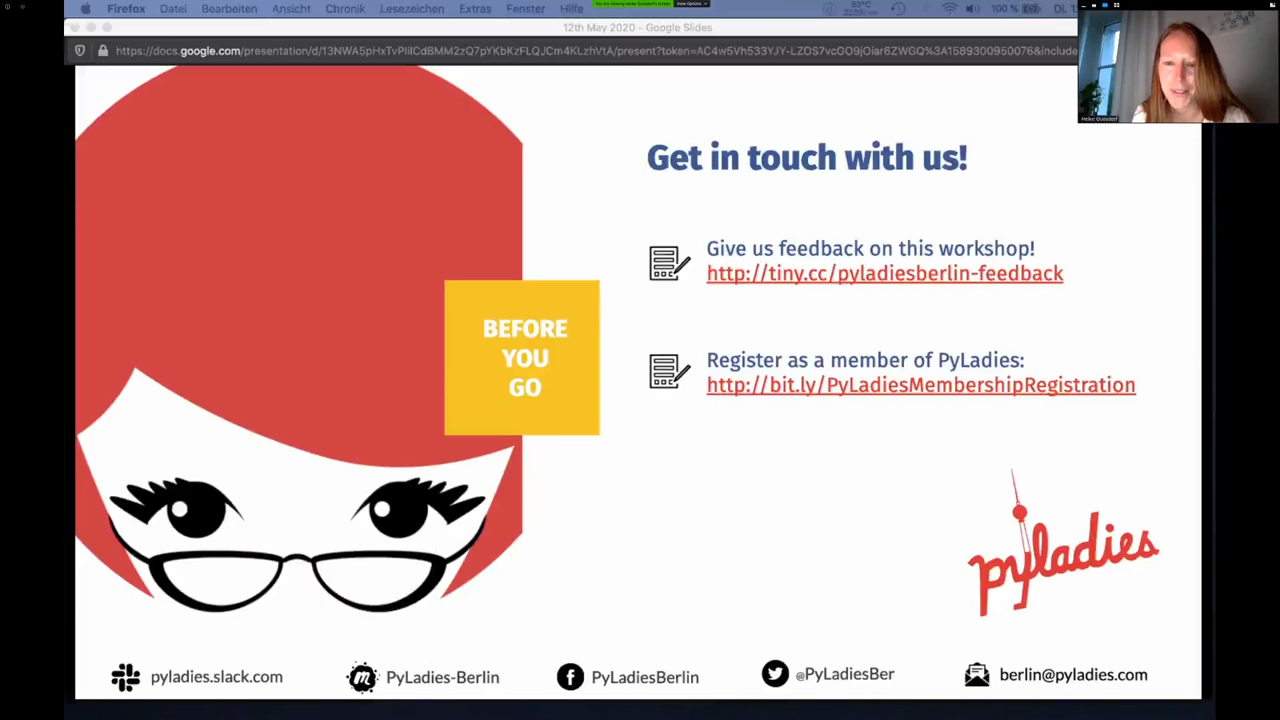 Firefox Datei Bearbeiten Ansicht Chronik Lesezeichen Extras Fenster Hilfe
100 %
12th May 2020 - Google Slides
Get in touch with us!
Give us feedback on this workshop!
http://tiny.cc/pyladiesberlin-feedback
BEFORE
YOU
GO
Register as a member of PyLadies:
http://bit.ly/PyLadiesMembershipRegistration
pyladies
pyladies.slack.com
PyLadies-Berlin
PyLadiesBerlin
@PyLadiesBer
berlin@pyladies.com